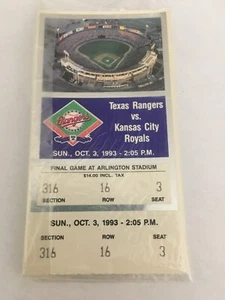 Texas Rangers
vs.
Kansas City
Royals
Rangers
SUN., OCT. 3, 1993 - 2:05 P.M.
FINAL GAME AT ARLINGTON STADIUM
$14.00 INCL. TAX
316 16 3
SECTION ROW SEAT
SUN., OCT. 3, 1993 - 2:05 P.M.
316 16 3
SECTION ROW SEAT